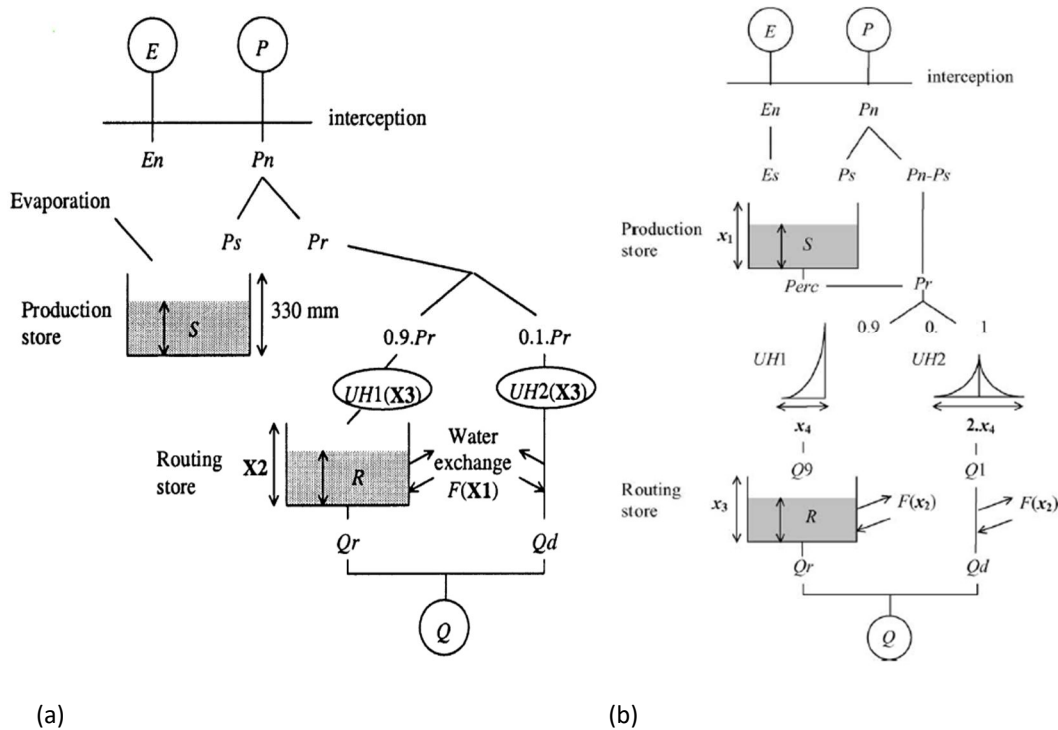 E P
interception
En Pn
Evaporation
Ps Pr
Production
store
S
330 mm
0.9.Pr 0.1.Pr
UH1(X3) UH2(X3)
Routing
store
X2
R
Water
exchange
F(X1)
Qr Qd
Q
(a)
E P
interception
En Pn
Es Ps Pn-Ps
Production
store
x1
S
Perc Pr
0.9 0. 1
UH1 UH2
x4 2.x4
Q9 Q1
Routing
store
x3
R
F(x2) F(x2)
Qr Qd
Q
(b)